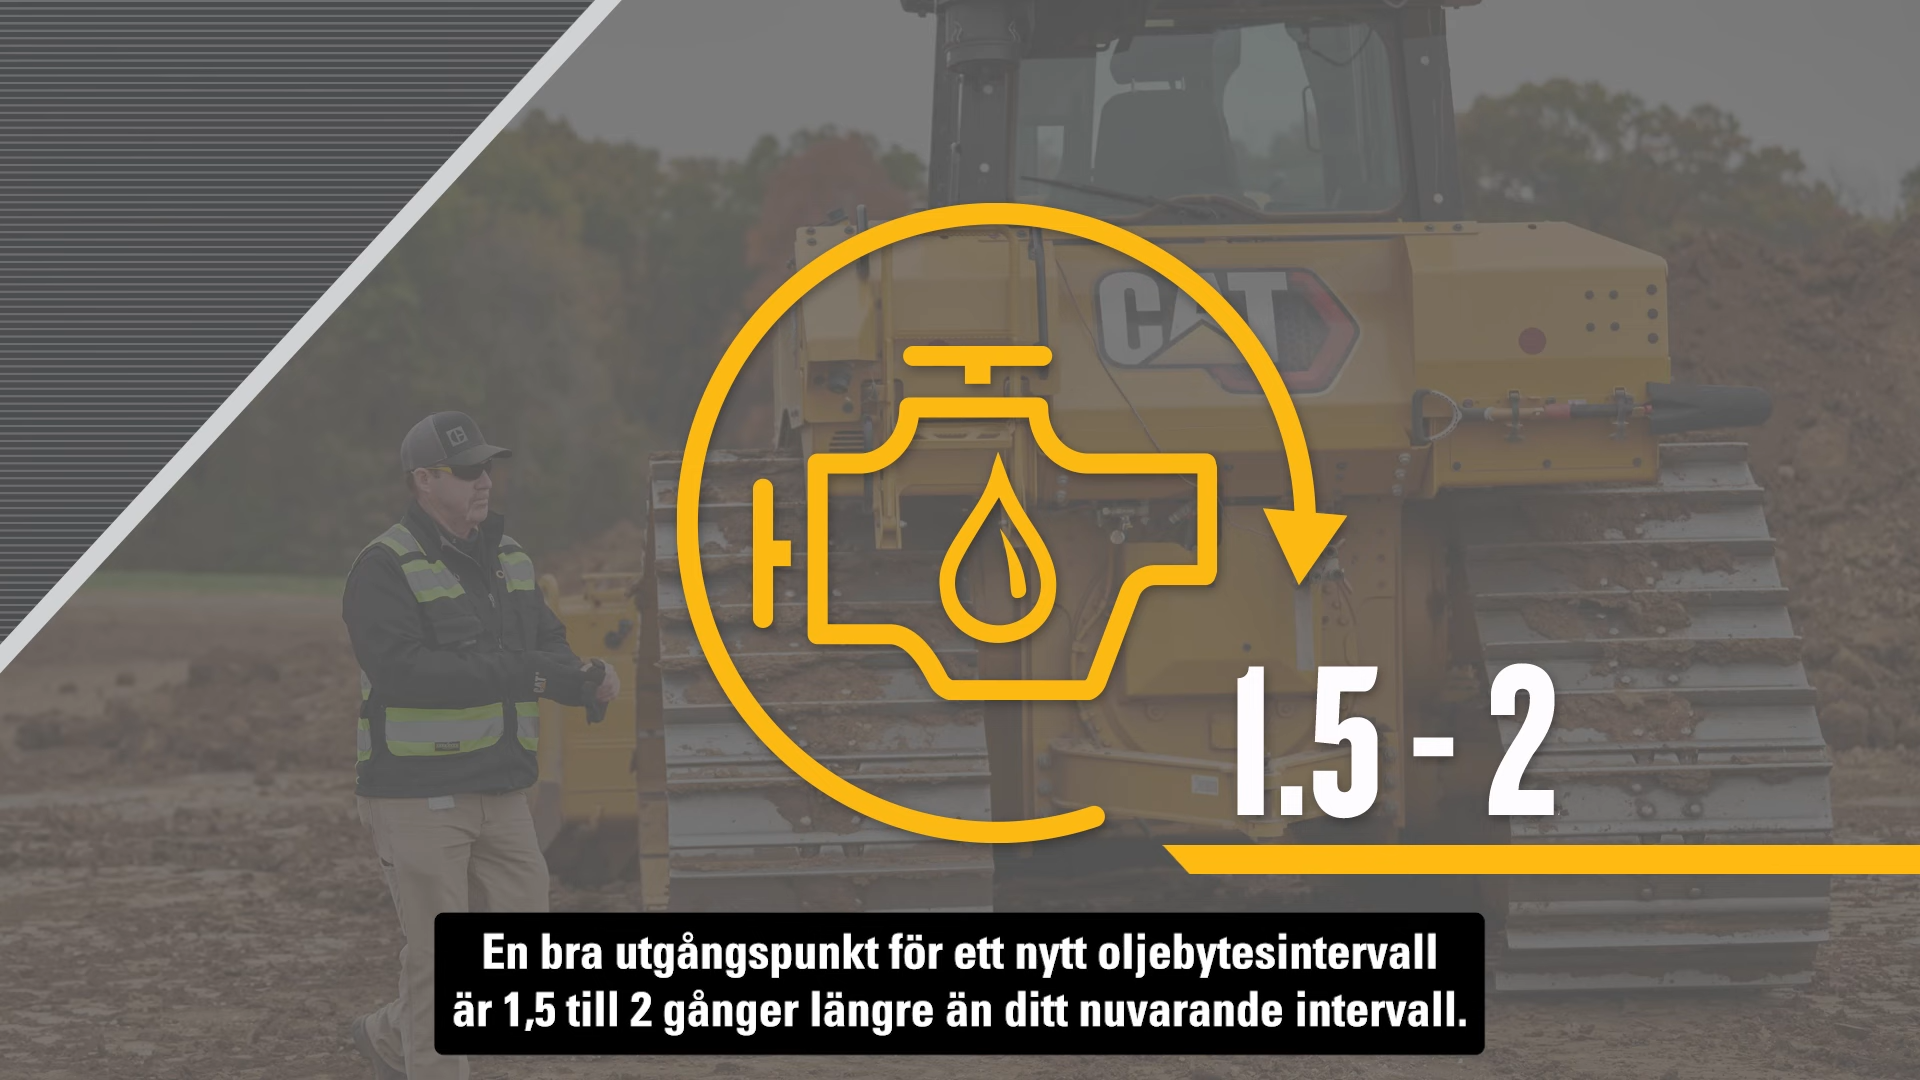 CAT
CAT
1.5 - 2
En bra utgångspunkt för ett nytt oljebytesintervall
är 1,5 till 2 gånger längre än ditt nuvarande intervall.